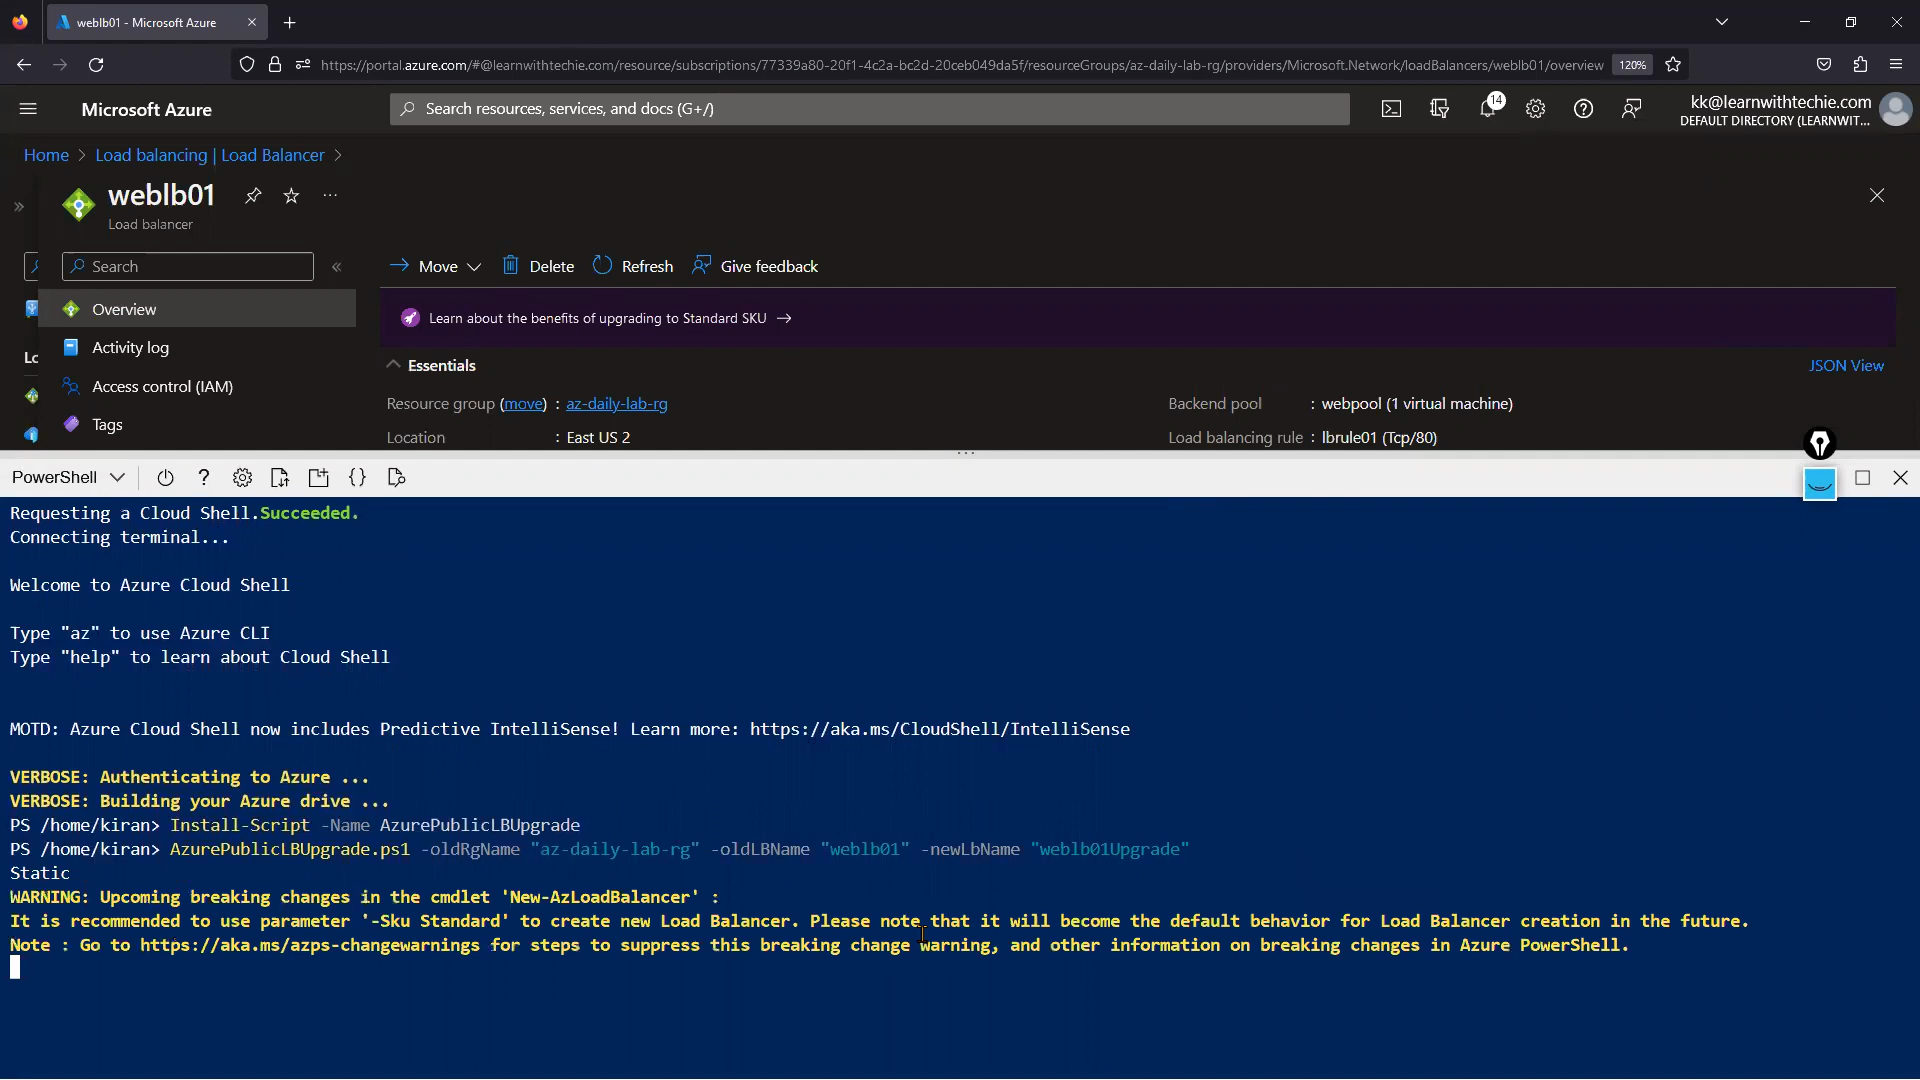 weblb01 - Microsoft Azure
https://portal.azure.com/#@learnwithtechie.com/resource/subscriptions/77339a80-20f1-4c2a-bc2d-20ceb049da5f/resourceGroups/az-daily-lab-rg/providers/Microsoft.Network/loadBalancers/weblb01/overview
120%
Microsoft Azure
Search resources, services, and docs (G+/)
14
kk@learnwithtechie.com
DEFAULT DIRECTORY (LEARNWIT...
Home > Load balancing | Load Balancer >
weblb01
Load balancer
Search
Move
Delete
Refresh
Give feedback
Overview
Learn about the benefits of upgrading to Standard SKU →
Activity log
Lc
Essentials
JSON View
Access control (IAM)
Resource group (move) : az-daily-lab-rg
Backend pool : webpool (1 virtual machine)
Tags
Location : East US 2
Load balancing rule : lbrule01 (Tcp/80)
PowerShell
Requesting a Cloud Shell.Succeeded.
Connecting terminal...
Welcome to Azure Cloud Shell
Type "az" to use Azure CLI
Type "help" to learn about Cloud Shell
MOTD: Azure Cloud Shell now includes Predictive IntelliSense! Learn more: https://aka.ms/CloudShell/IntelliSense
VERBOSE: Authenticating to Azure ...
VERBOSE: Building your Azure drive ...
PS /home/kiran> Install-Script -Name AzurePublicLBUpgrade
PS /home/kiran> AzurePublicLBUpgrade.ps1 -oldRgName "az-daily-lab-rg" -oldLBName "weblb01" -newLbName "weblb01Upgrade"
Static
WARNING: Upcoming breaking changes in the cmdlet 'New-AzLoadBalancer' :
It is recommended to use parameter '-Sku Standard' to create new Load Balancer. Please note that it will become the default behavior for Load Balancer creation in the future.
Note : Go to https://aka.ms/azps-changewarnings for steps to suppress this breaking change warning, and other information on breaking changes in Azure PowerShell.